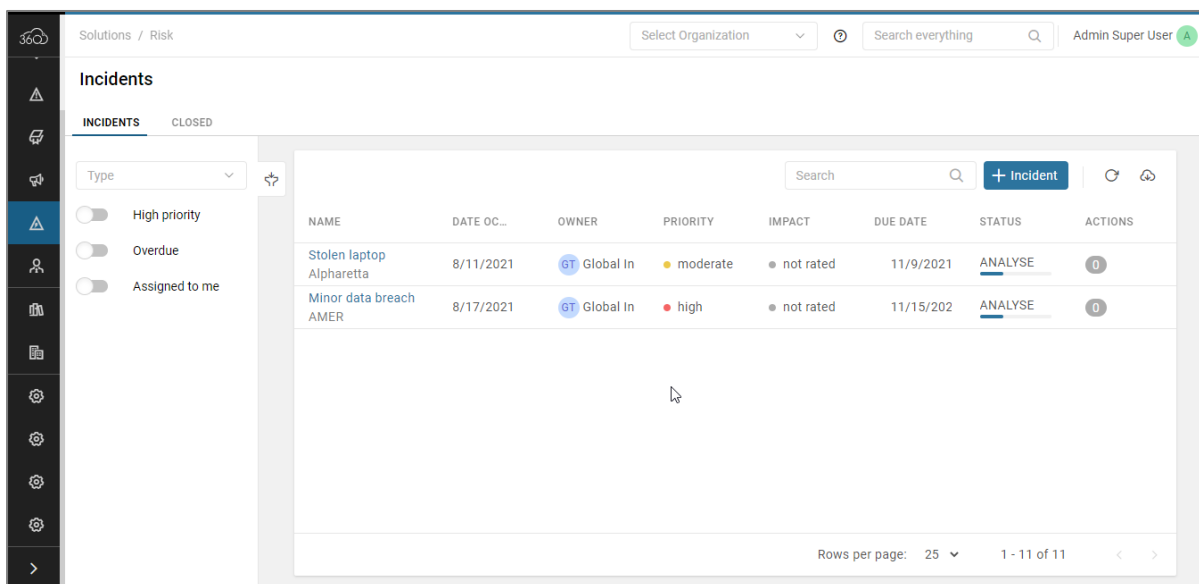 360
Solutions / Risk
Select Organization
Search everything
Admin Super User
A
Incidents
INCIDENTS
CLOSED
Type
High priority
Overdue
Assigned to me
Search
+ Incident
NAME DATE OC... OWNER PRIORITY IMPACT DUE DATE STATUS ACTIONS
Stolen laptop
Alpharetta
8/11/2021 GT Global In moderate not rated 11/9/2021 ANALYSE 0
Minor data breach
AMER
8/17/2021 GT Global In high not rated 11/15/202 ANALYSE 0
Rows per page: 25 1 - 11 of 11